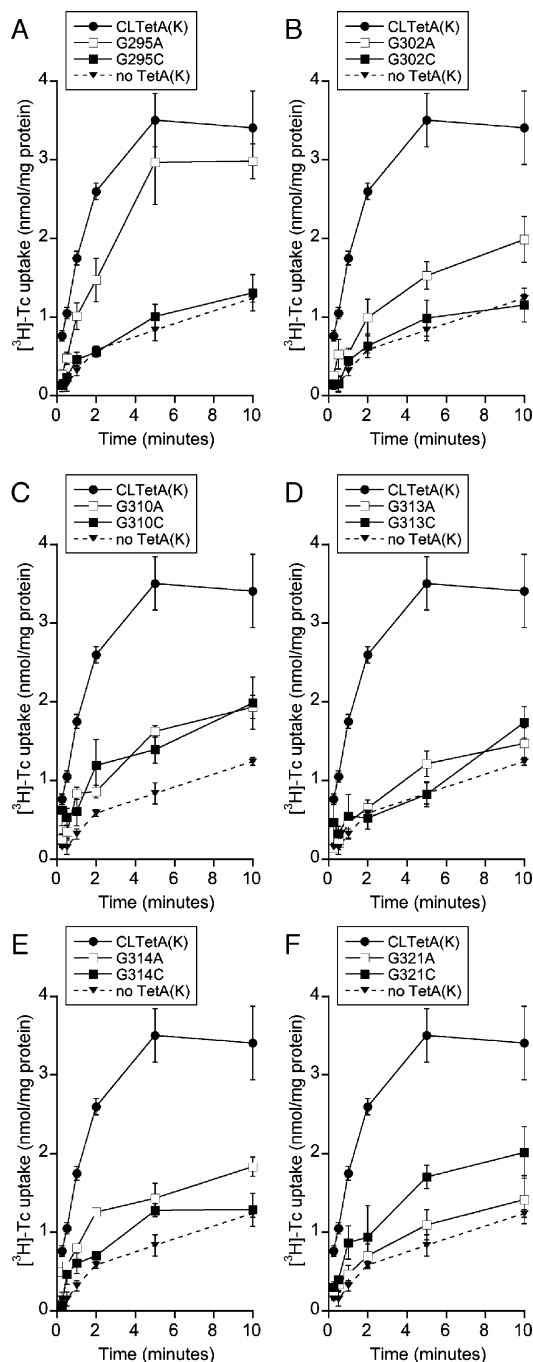 A
CLTetA(K)
G295A
G295C
no TetA(K)
[³H]-Tc uptake (nmol/mg protein)
4
3
2
1
0
0 2 4 6 8 10
Time (minutes)
B
CLTetA(K)
G302A
G302C
no TetA(K)
[³H]-Tc uptake (nmol/mg protein)
4
3
2
1
0
0 2 4 6 8 10
Time (minutes)
C
CLTetA(K)
G310A
G310C
no TetA(K)
[³H]-Tc uptake (nmol/mg protein)
4
3
2
1
0
0 2 4 6 8 10
Time (minutes)
D
CLTetA(K)
G313A
G313C
no TetA(K)
[³H]-Tc uptake (nmol/mg protein)
4
3
2
1
0
0 2 4 6 8 10
Time (minutes)
E
CLTetA(K)
G314A
G314C
no TetA(K)
[³H]-Tc uptake (nmol/mg protein)
4
3
2
1
0
0 2 4 6 8 10
Time (minutes)
F
CLTetA(K)
G321A
G321C
no TetA(K)
[³H]-Tc uptake (nmol/mg protein)
4
3
2
1
0
0 2 4 6 8 10
Time (minutes)